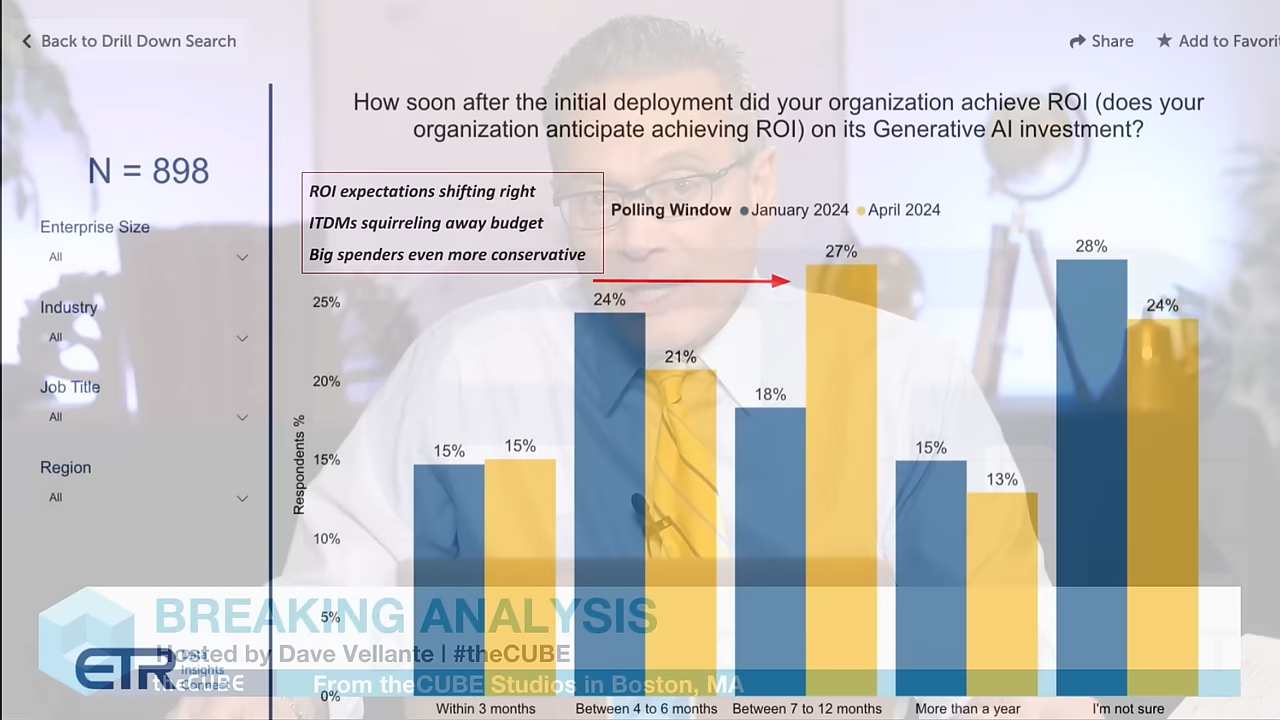 Back to Drill Down Search
Share
Add to Favori
How soon after the initial deployment did your organization achieve ROI (does your
organization anticipate achieving ROI) on its Generative AI investment?
N = 898
Enterprise Size
All
Industry
All
Job Title
All
Region
All
ROI expectations shifting right
ITDMs squirreling away budget
Big spenders even more conservative
Polling Window January 2024 April 2024
Respondents %
25%
20%
15%
10%
5%
0%
15%
15%
24%
21%
18%
27%
15%
13%
28%
24%
Within 3 months
Between 4 to 6 months
Between 7 to 12 months
More than a year
I'm not sure
BREAKING ANALYSIS
Hosted by Dave Vellante | #theCUBE
theCUBE
From theCUBE Studios in Boston, MA
ETR
Data
Insights
Connect